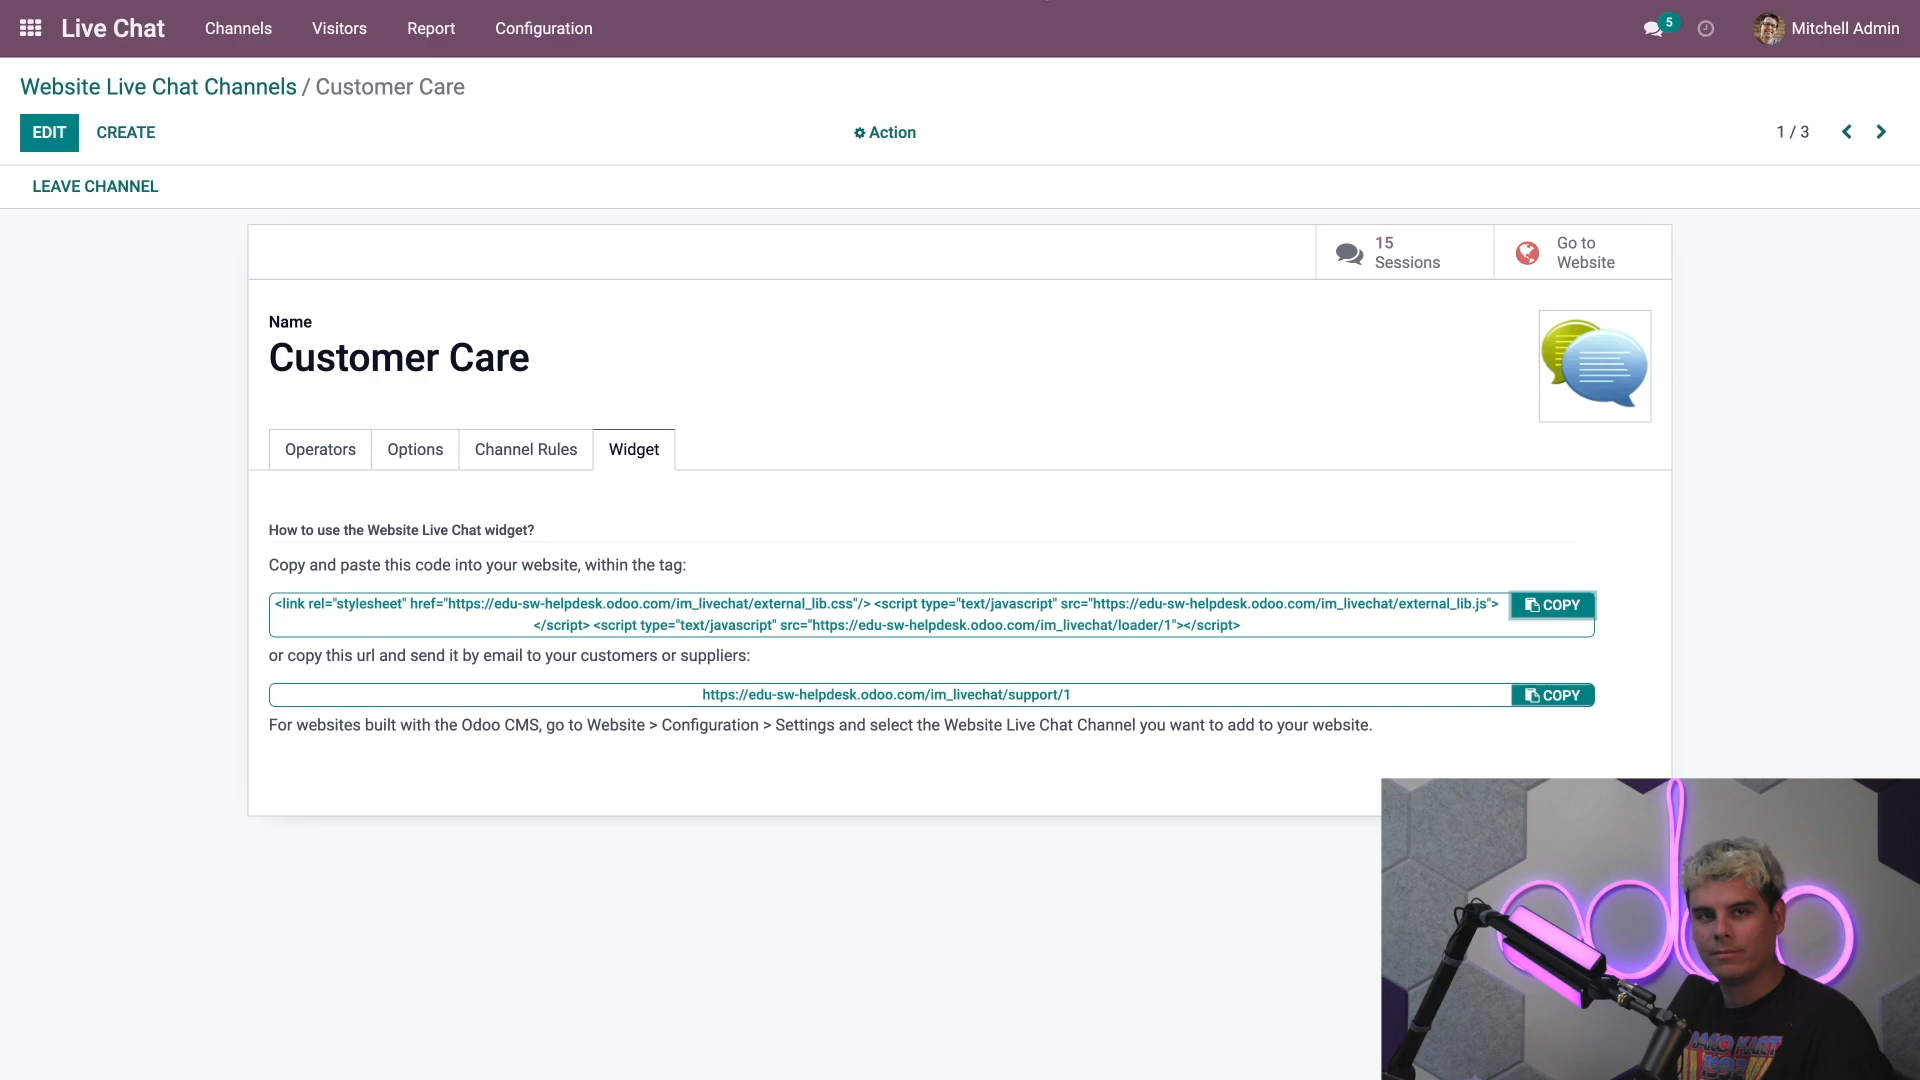 Live Chat Channels Visitors Report Configuration 5 Mitchell Admin
Website Live Chat Channels / Customer Care
EDIT CREATE Action 1 / 3
LEAVE CHANNEL
15
Sessions
Go to
Website
Name
Customer Care
Operators Options Channel Rules Widget
How to use the Website Live Chat widget?
Copy and paste this code into your website, within the tag:
<link rel="stylesheet" href="https://edu-sw-helpdesk.odoo.com/im_livechat/external_lib.css"/> <script type="text/javascript" src="https://edu-sw-helpdesk.odoo.com/im_livechat/external_lib.js">
</script> <script type="text/javascript" src="https://edu-sw-helpdesk.odoo.com/im_livechat/loader/1"></script>
COPY
or copy this url and send it by email to your customers or suppliers:
https://edu-sw-helpdesk.odoo.com/im_livechat/support/1 COPY
For websites built with the Odoo CMS, go to Website > Configuration > Settings and select the Website Live Chat Channel you want to add to your website.
odoo